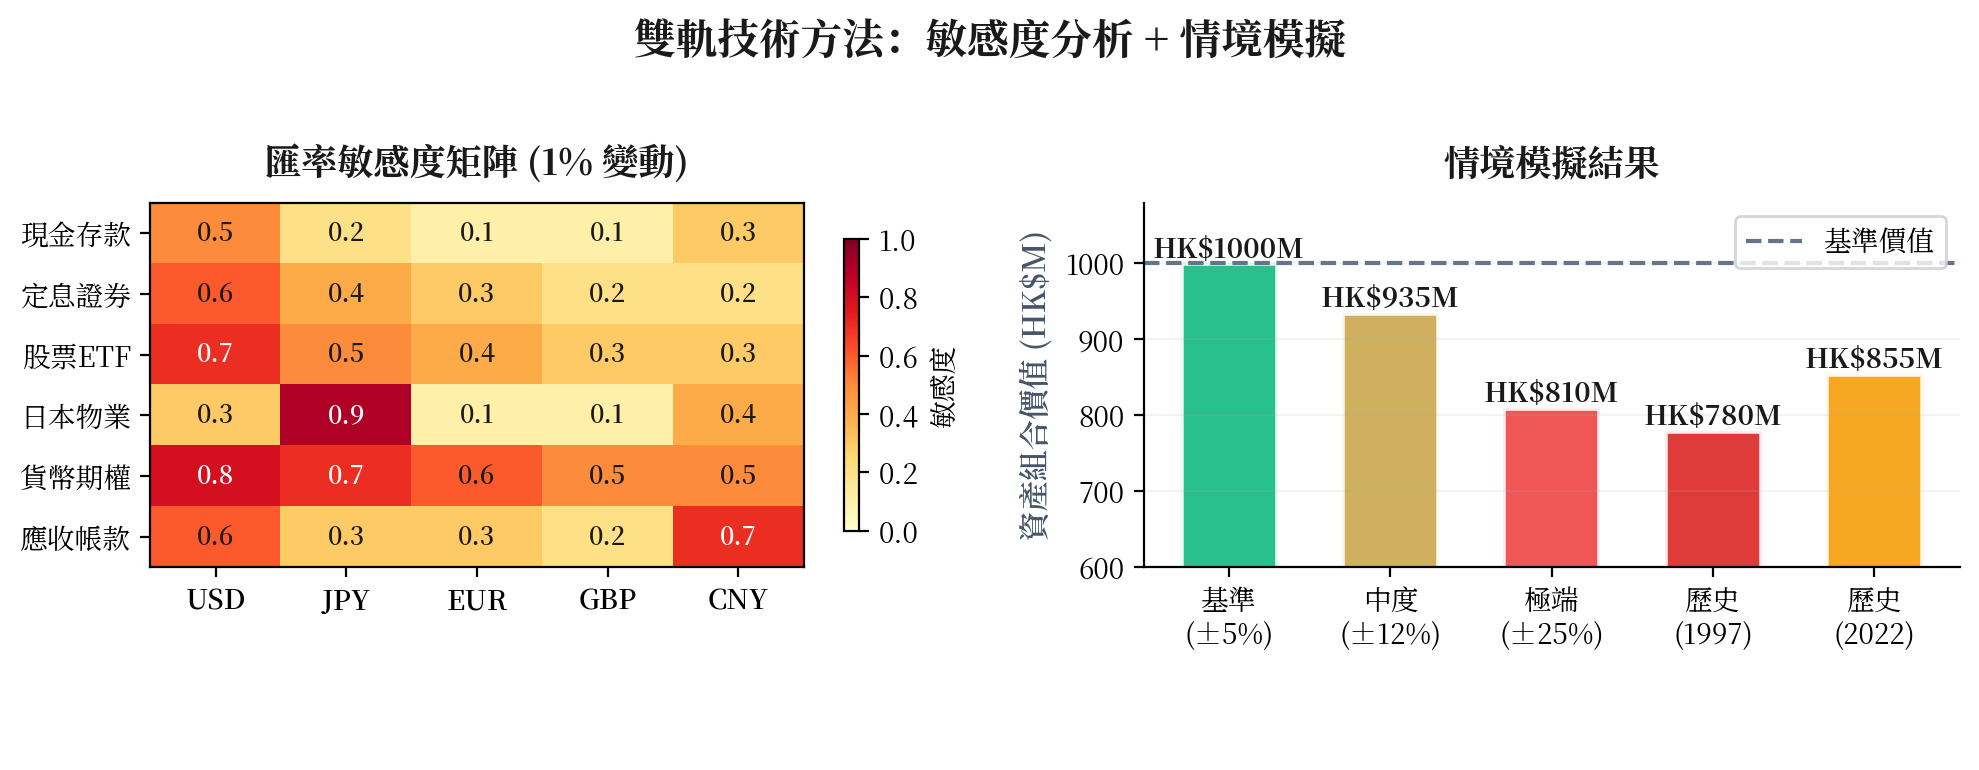 雙軌技術方法：敏感度分析 + 情境模擬
匯率敏感度矩陣 (1% 變動)
現金存款 0.5 0.2 0.1 0.1 0.3
定息證券 0.6 0.4 0.3 0.2 0.2
股票ETF 0.7 0.5 0.4 0.3 0.3
日本物業 0.3 0.9 0.1 0.1 0.4
貨幣期權 0.8 0.7 0.6 0.5 0.5
應收帳款 0.6 0.3 0.3 0.2 0.7
USD JPY EUR GBP CNY
1.0
0.8
0.6
0.4
0.2
0.0
敏感度
情境模擬結果
基準價值
資產組合價值 (HK$M)
1000
900
800
700
600
HK$1000M
HK$935M
HK$810M
HK$780M
HK$855M
基準
(±5%)
中度
(±12%)
極端
(±25%)
歷史
(1997)
歷史
(2022)